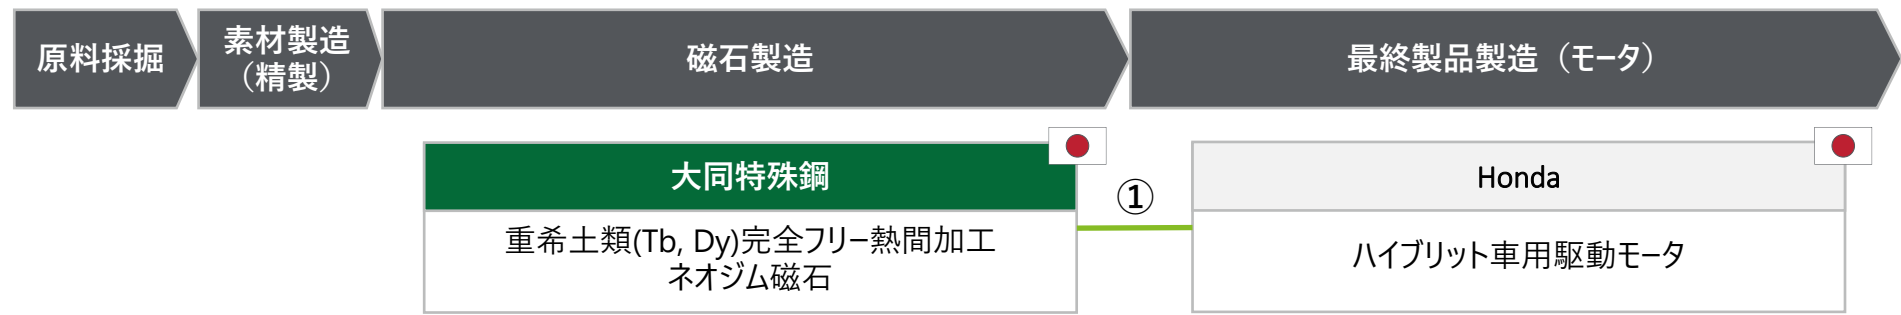 原料採掘
素材製造
（精製）
磁石製造
最終製品製造（モータ）
大同特殊鋼
①
Honda
重希土類(Tb, Dy)完全フリー熱間加工
ネオジム磁石
ハイブリット車用駆動モータ